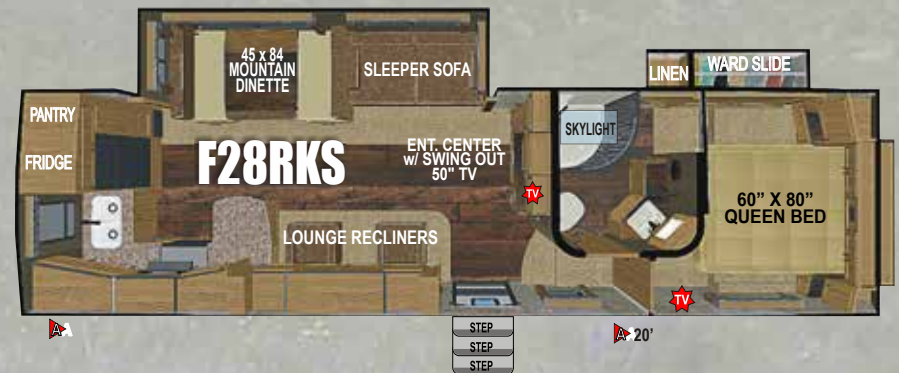 45 x 84
MOUNTAIN
DINETTE
SLEEPER SOFA
LINEN
WARD SLIDE
PANTRY
FRIDGE
F28RKS
ENT. CENTER
w/ SWING OUT
50" TV
TV
SKYLIGHT
60” X 80”
QUEEN BED
LOUNGE RECLINERS
TV
A
STEP
STEP
STEP
A 20'